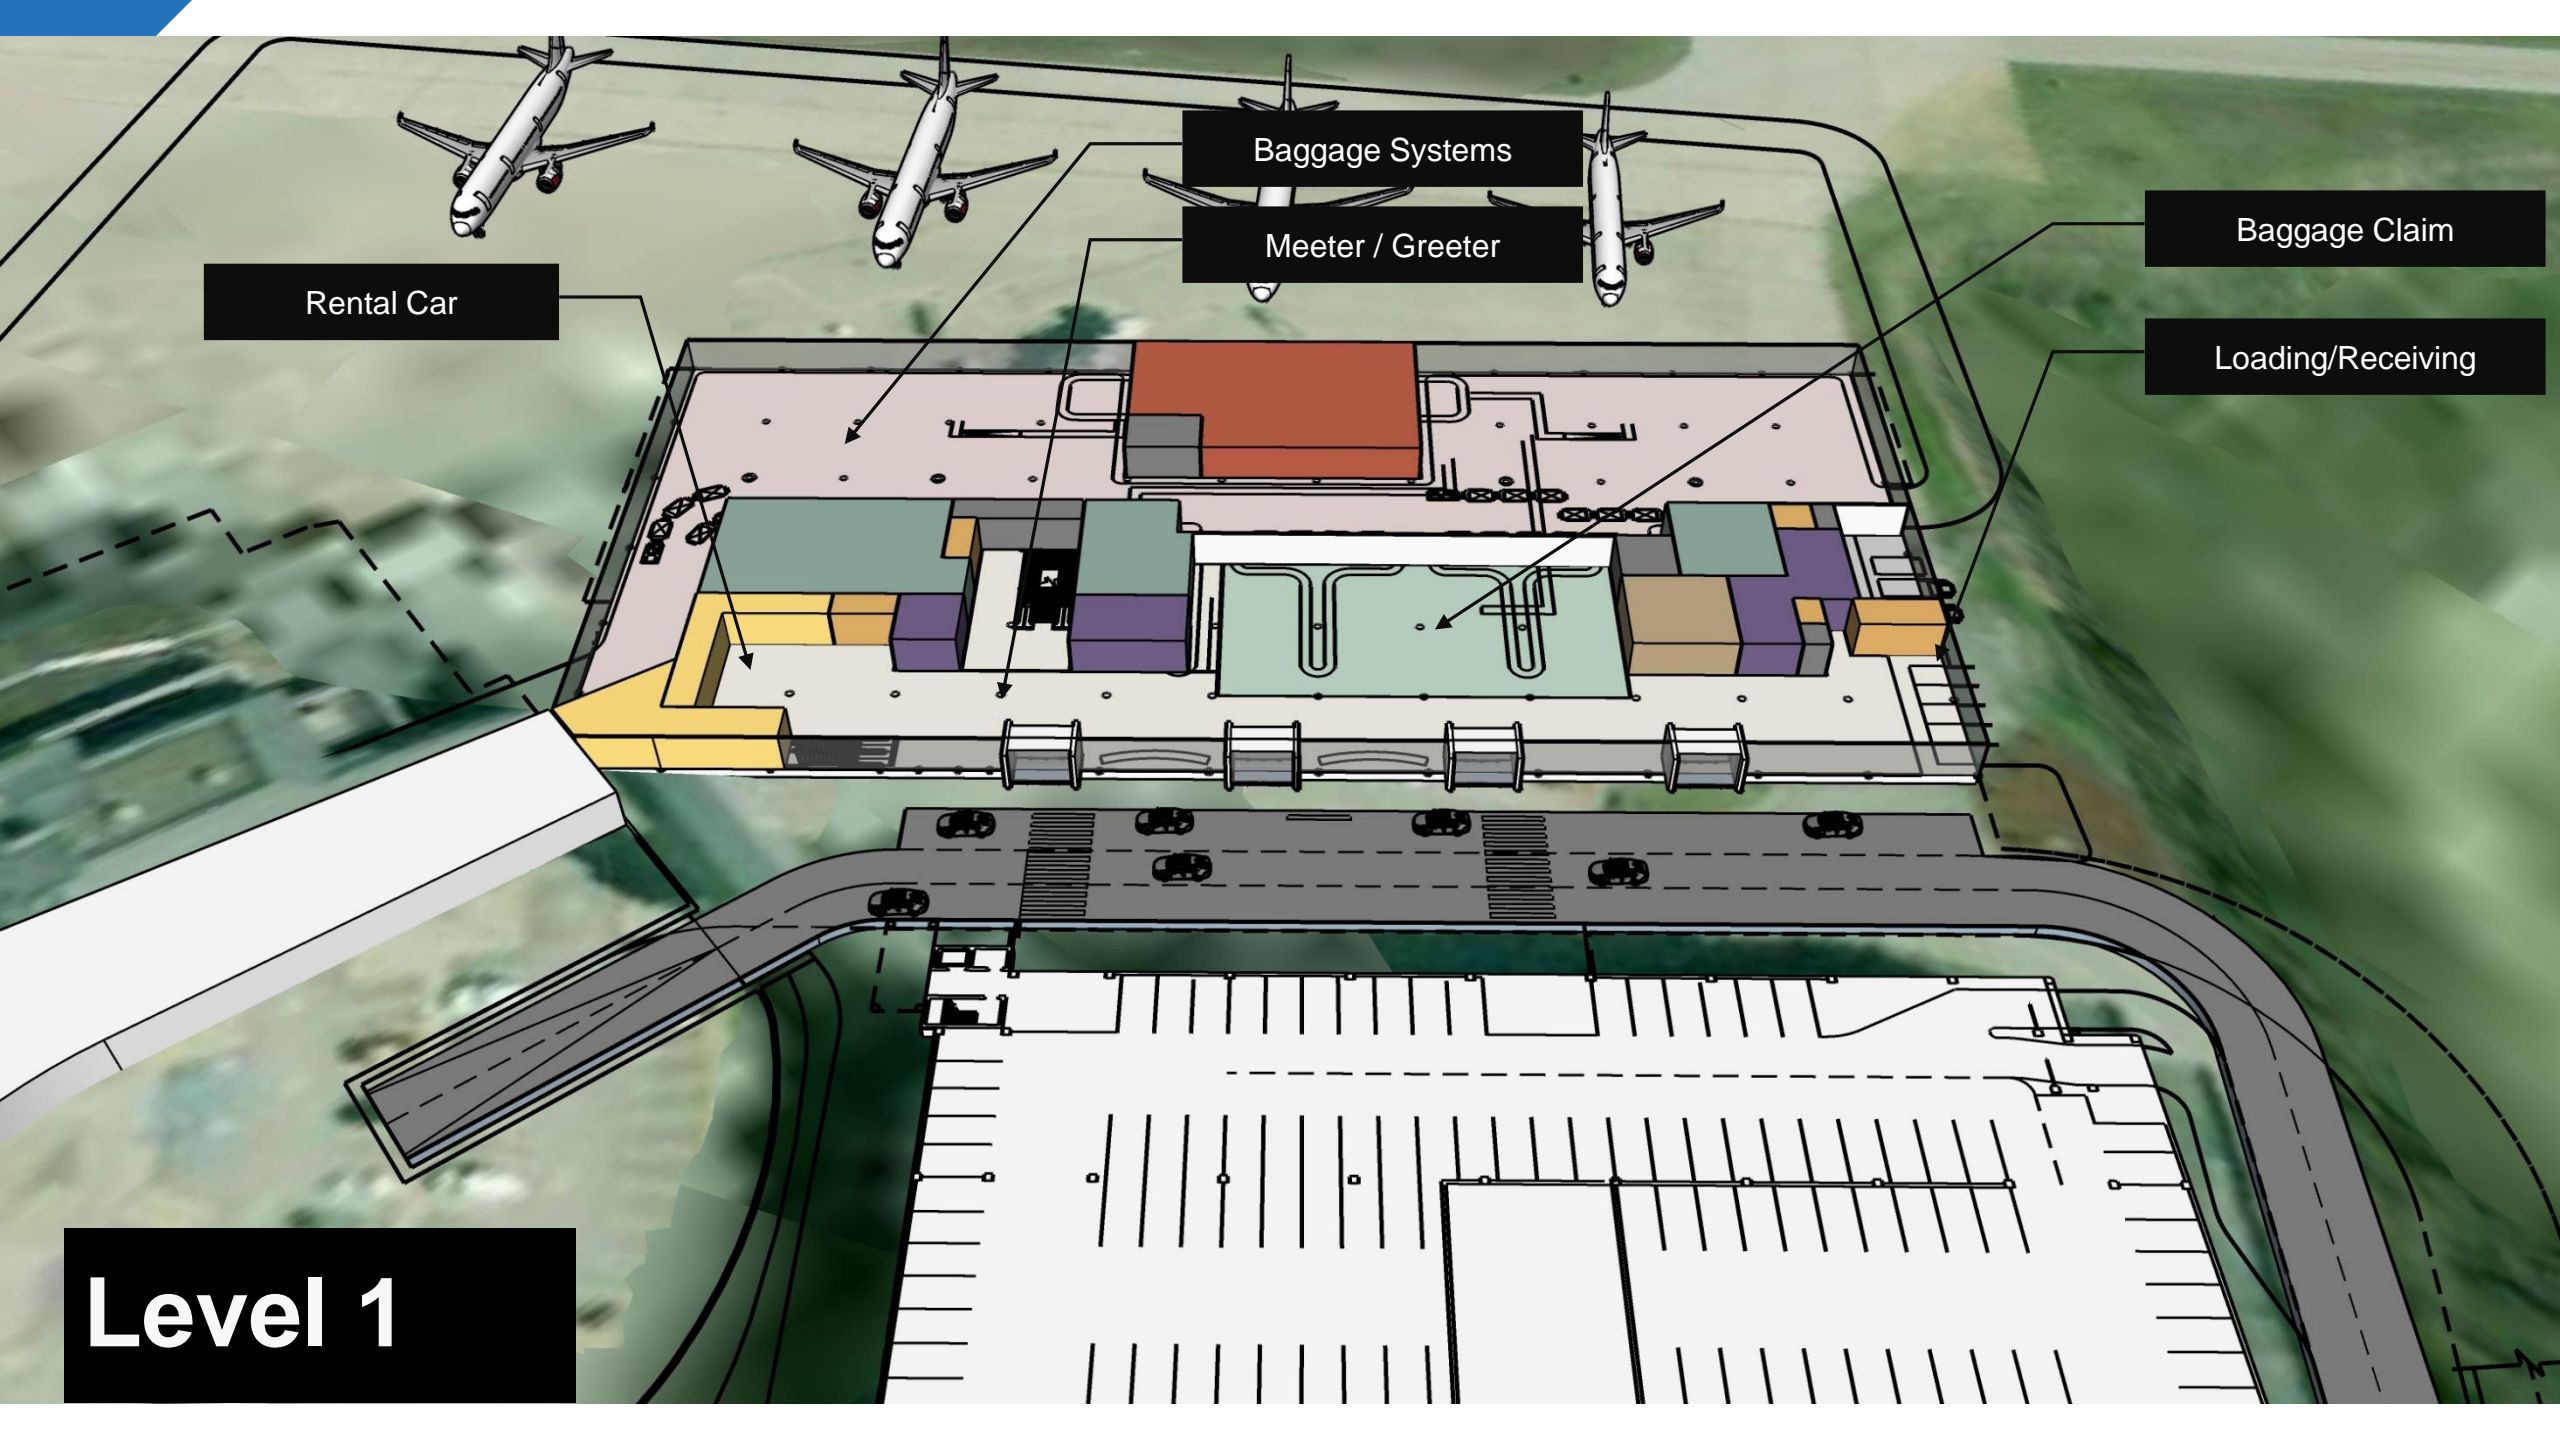 Baggage Systems
Meeter / Greeter
Baggage Claim
Rental Car
Loading/Receiving
Level 1